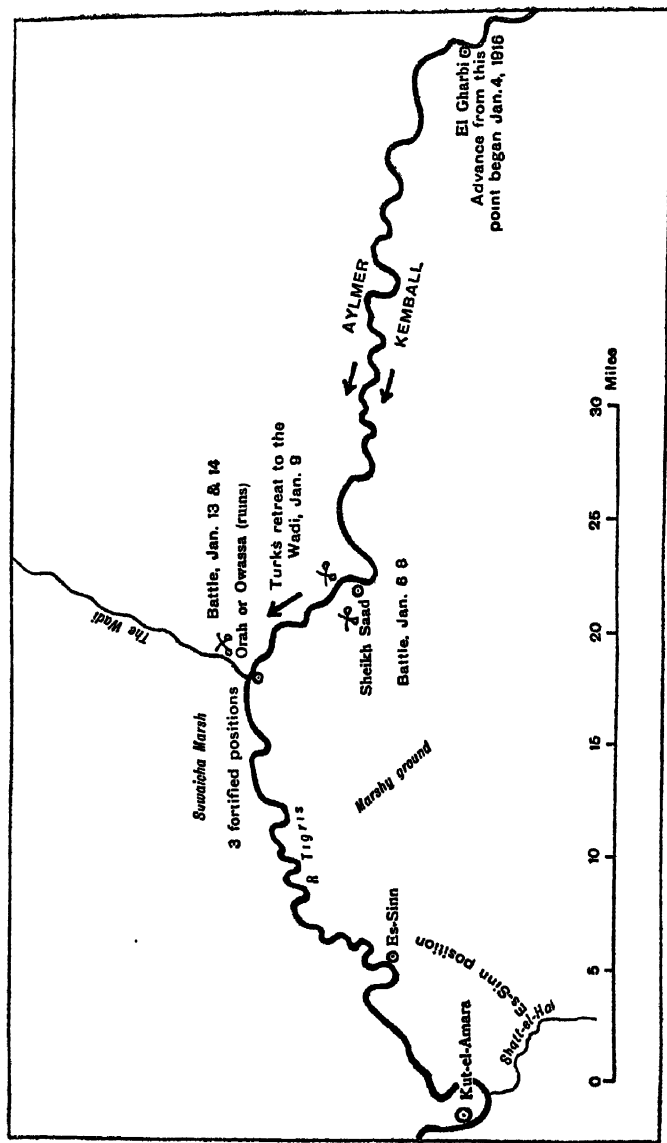 The Wadi
Battle, Jan. 13 & 14
Orah or Owassa (ruins)
Turks' retreat to the
Wadi, Jan. 9
Suwaicha Marsh
3 fortified positions
R Tigris
Sheikh Saad
Battle, Jan. 6 8
AYLMER
KEMBALL
El Gharbi
Advance from this
point began Jan. 4, 1916
Marshy ground
Es-Sinn
Es-Sinn position
Kut-el-Amara
Shatt-el-Hai
0 5 10 15 20 25 30 Miles